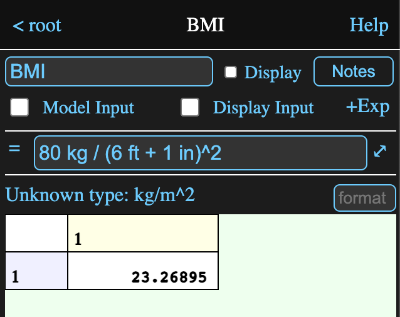 < root BMI Help
BMI Display Notes
Model Input Display Input +Exp
= 80 kg / (6 ft + 1 in)^2 ⤢
Unknown type: kg/m^2 format
1
1 23.26895